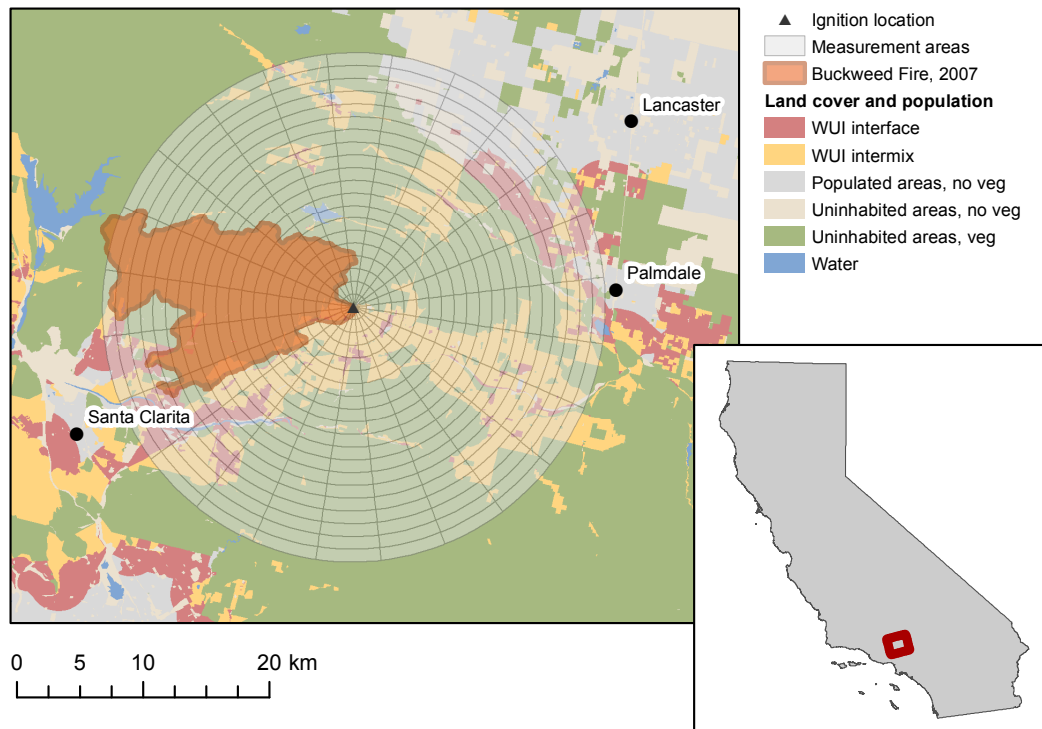 Ignition location
Measurement areas
Buckweed Fire, 2007
Land cover and population
WUI interface
WUI intermix
Populated areas, no veg
Uninhabited areas, no veg
Uninhabited areas, veg
Water
Lancaster
Palmdale
Santa Clarita
0 5 10 20 km